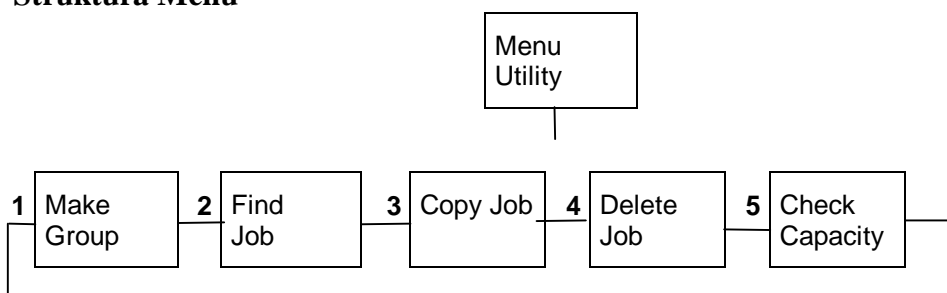 Struktura Menu
Menu
Utility
1 Make
Group
2 Find
Job
3 Copy Job
4 Delete
Job
5 Check
Capacity